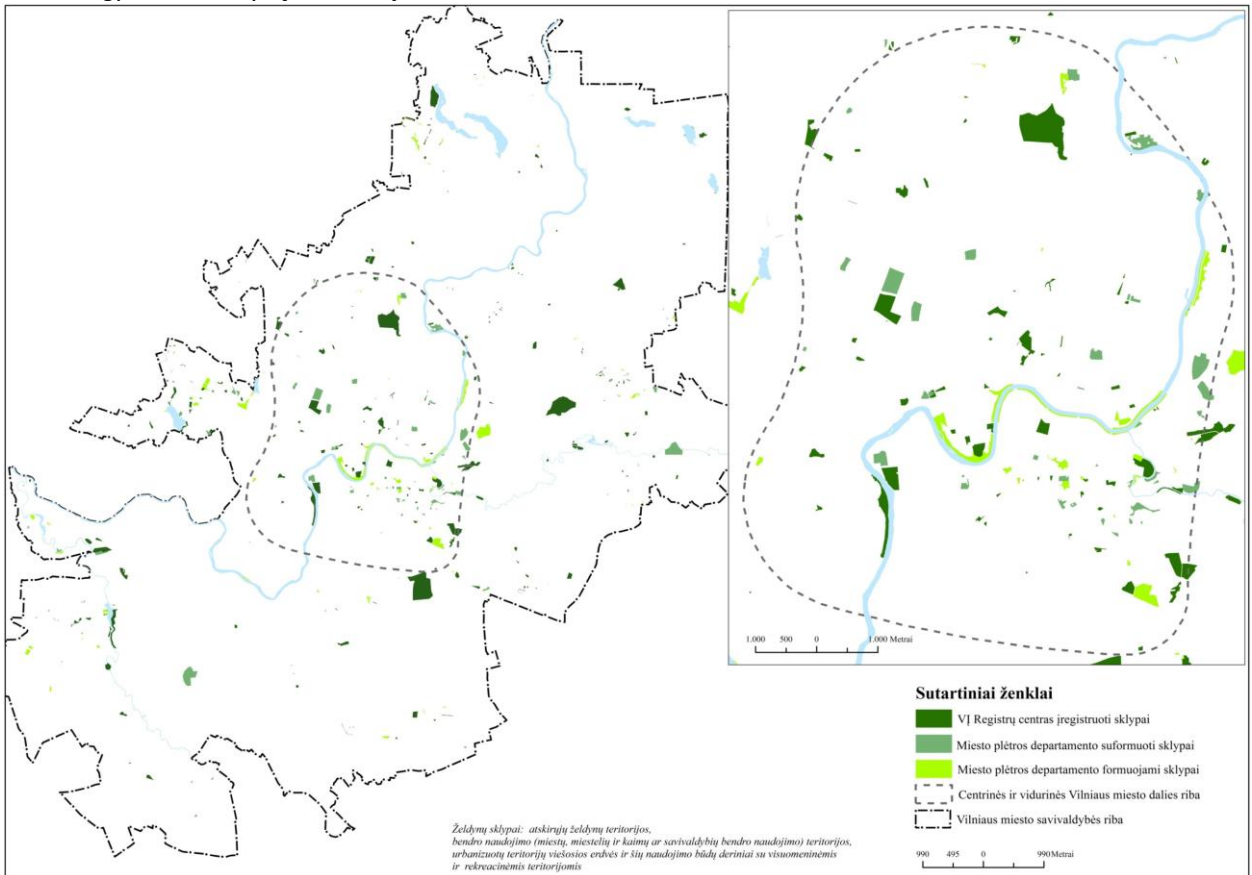 1.000 500 0 1.000 Metrai
Sutartiniai ženklai
VĮ Registrų centras įregistruoti sklypai
Miesto plėtros departamento suformuoti sklypai
Miesto plėtros departamento formuojami sklypai
Centrinės ir vidurinės Vilniaus miesto dalies riba
Vilniaus miesto savivaldybės riba
Želdynų sklypai: atskirųjų želdynų teritorijos,
bendro naudojimo (miestų, miestelių ir kaimų ar savivaldybių bendro naudojimo) teritorijos,
urbanizuotų teritorijų viešosios erdvės ir šių naudojimo būdų deriniai su visuomeninėmis
ir rekreacinėmis teritorijomis
990 495 0 990 Metrai